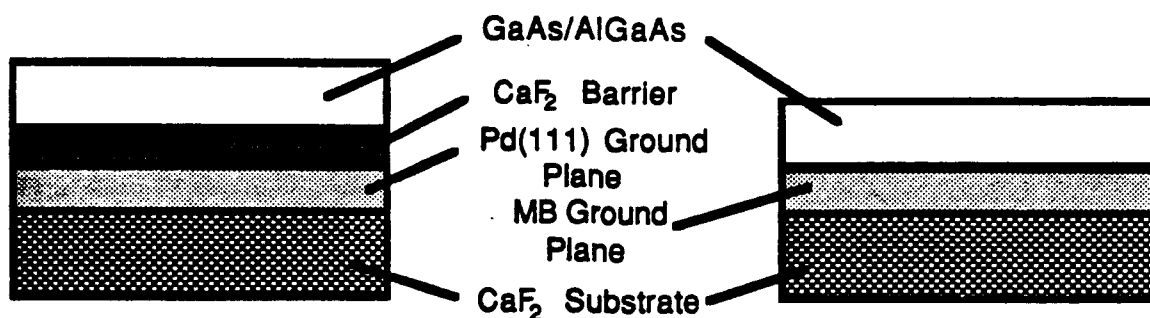 GaAs/AlGaAs
CaF₂ Barrier
Pd(111) Ground
Plane
MB Ground
Plane
CaF₂ Substrate